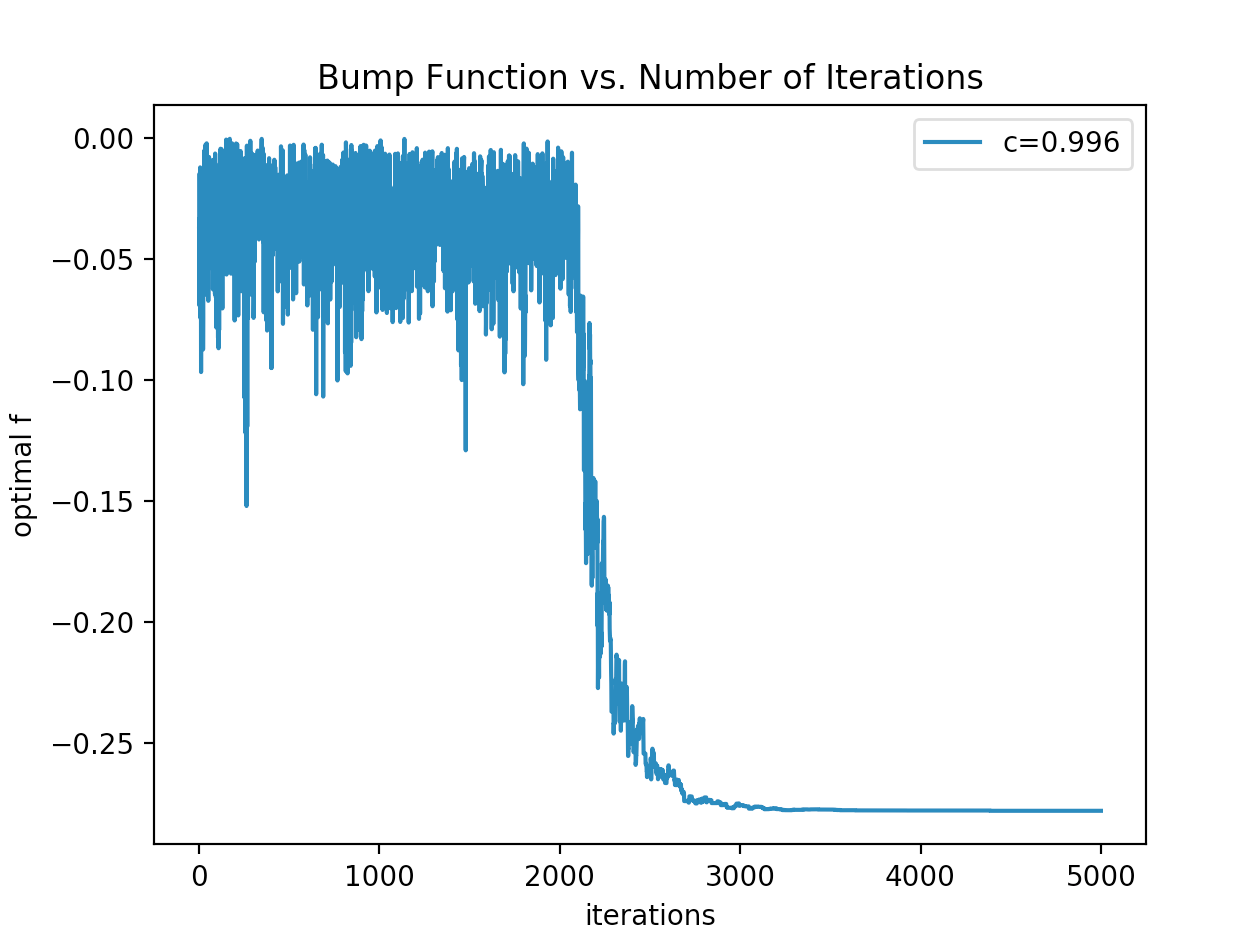 Bump Function vs. Number of Iterations
c=0.996
optimal f
0.00
−0.05
−0.10
−0.15
−0.20
−0.25
0 1000 2000 3000 4000 5000
iterations